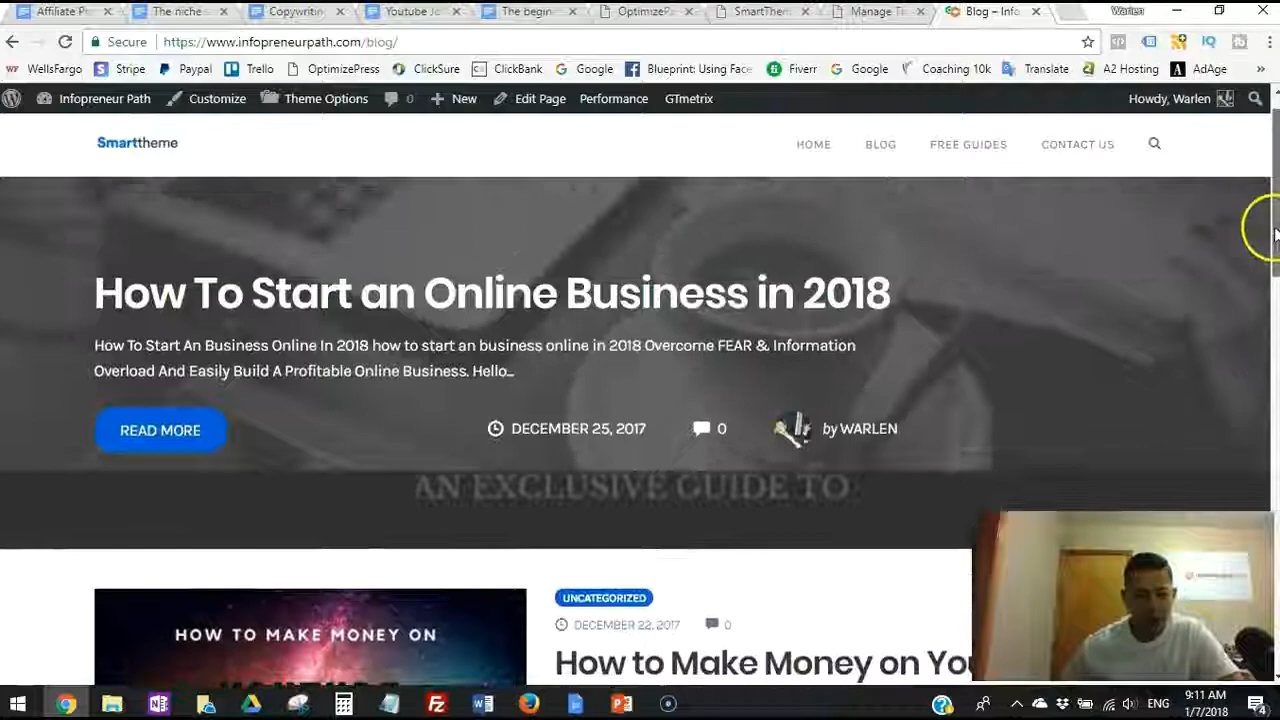 Affiliate P
The niche
Copywritin
Youtube Je
The begin
OptimizePr
SmartThem
Manage Th
Blog – Info
Warlen
Secure
https://www.infopreneurpath.com/blog/
WellsFargo
Stripe
Paypal
Trello
OptimizePress
ClickSure
ClickBank
Google
Blueprint: Using Face
Fiverr
Google
Coaching 10k
Translate
A2 Hosting
AdAge
»
Infopreneur Path
Customize
Theme Options
0
New
Edit Page
Performance
GTmetrix
Howdy, Warlen
Smarttheme
HOME
BLOG
FREE GUIDES
CONTACT US
How To Start an Online Business in 2018
How To Start An Business Online In 2018 how to start an business online in 2018 Overcome FEAR & Information
Overload And Easily Build A Profitable Online Business. Hello...
READ MORE
DECEMBER 25, 2017
0
by WARLEN
AN EXCLUSIVE GUIDE TO
UNCATEGORIZED
DECEMBER 22, 2017
0
HOW TO MAKE MONEY ON
How to Make Money on You
ENG
9:11 AM
1/7/2018